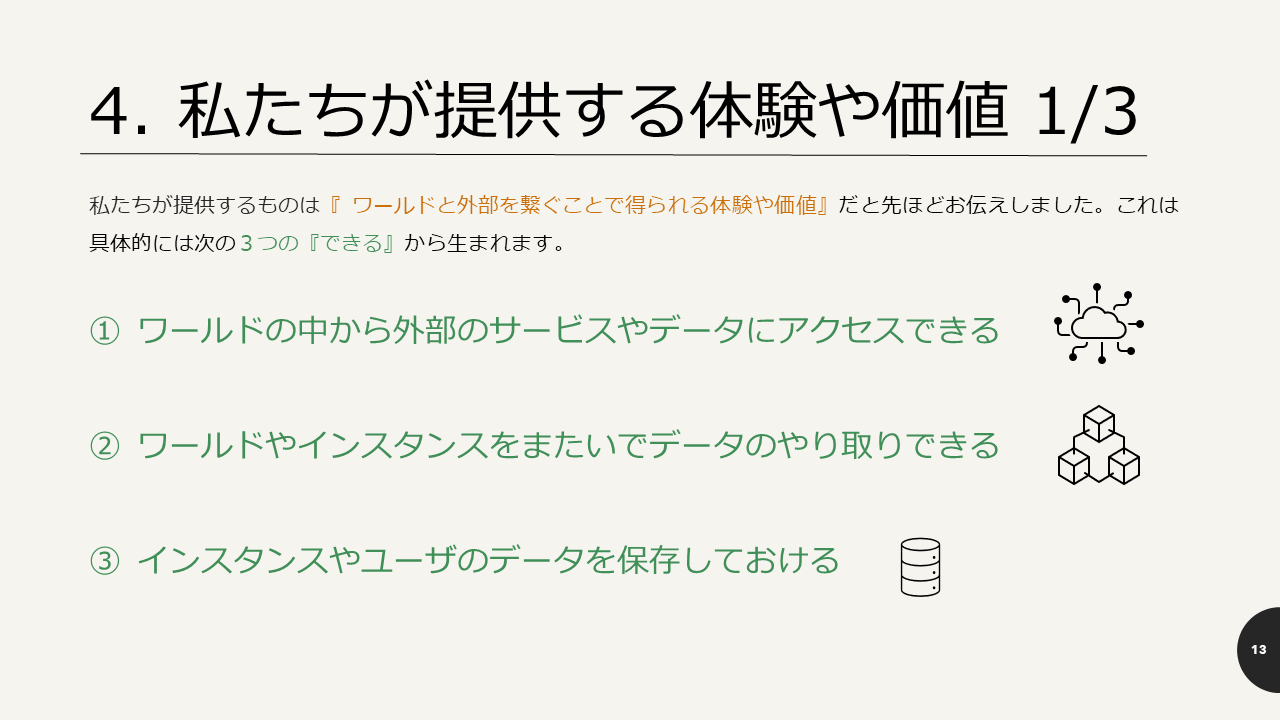 4. 私たちが提供する体験や価値 1/3
私たちが提供するものは『 ワールドと外部を繋ぐことで得られる体験や価値』だと先ほどお伝えしました。これは
具体的には次の３つの『できる』から生まれます。
① ワールドの中から外部のサービスやデータにアクセスできる
② ワールドやインスタンスをまたいでデータのやり取りできる
③ インスタンスやユーザのデータを保存しておける
13